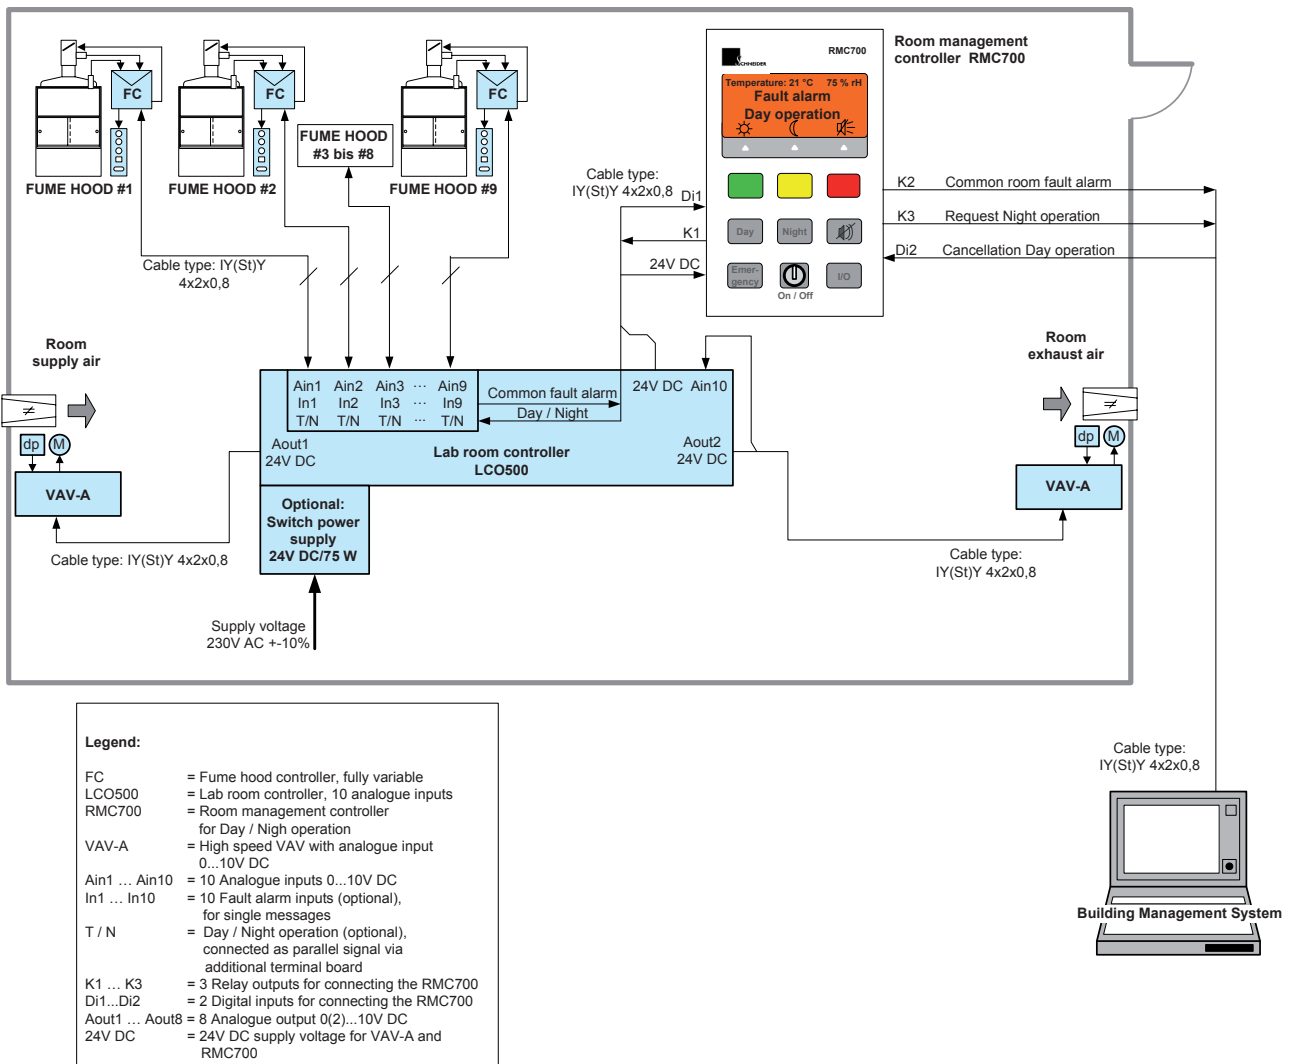 FC
FC
FC
FUME HOOD #1
FUME HOOD #2
FUME HOOD
#3 bis #8
FUME HOOD #9
Cable type: IY(St)Y
4x2x0,8
Cable type:
IY(St)Y 4x2x0,8
SCHNEIDER
RMC700
Temperature: 21 °C 75 % rH
Fault alarm
Day operation
Day
Night
Emer-
gency
On / Off
I/O
Room management
controller RMC700
Di1
K1
24V DC
K2 Common room fault alarm
K3 Request Night operation
Di2 Cancellation Day operation
Room
supply air
≠
dp
M
VAV-A
Room
exhaust air
≠
dp
M
VAV-A
Ain1 Ain2 Ain3 ... Ain9
In1 In2 In3 ... In9
T/N T/N T/N ... T/N
Common fault alarm
Day / Night
24V DC Ain10
Aout1
24V DC
Lab room controller
LCO500
Aout2
24V DC
Optional:
Switch power
supply
24V DC/75 W
Cable type: IY(St)Y 4x2x0,8
Cable type:
IY(St)Y 4x2x0,8
Supply voltage
230V AC +-10%
Cable type:
IY(St)Y 4x2x0,8
Building Management System
Legend:
FC = Fume hood controller, fully variable
LCO500 = Lab room controller, 10 analogue inputs
RMC700 = Room management controller
for Day / Nigh operation
VAV-A = High speed VAV with analogue input
0...10V DC
Ain1 … Ain10 = 10 Analogue inputs 0...10V DC
In1 … In10 = 10 Fault alarm inputs (optional),
for single messages
T / N = Day / Night operation (optional),
connected as parallel signal via
additional terminal board
K1 … K3 = 3 Relay outputs for connecting the RMC700
Di1...Di2 = 2 Digital inputs for connecting the RMC700
Aout1 … Aout8 = 8 Analogue output 0(2)...10V DC
24V DC = 24V DC supply voltage for VAV-A and
RMC700